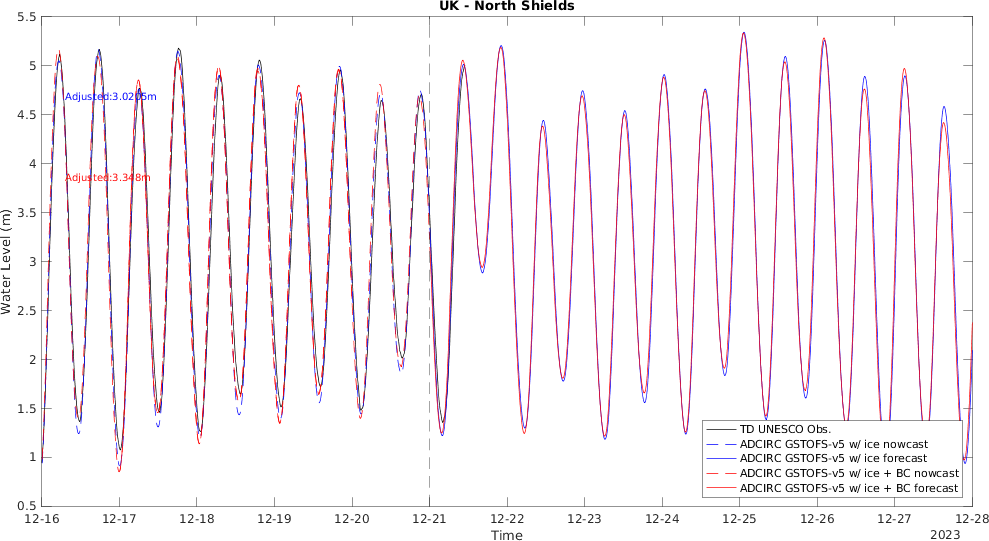 UK - North Shields
5.5
5
4.5
4
3.5
3
2.5
2
1.5
1
0.5
Water Level (m)
Adjusted:3.0205m
Adjusted:3.348m
TD UNESCO Obs.
ADCIRC GSTOFS-v5 w/ ice nowcast
ADCIRC GSTOFS-v5 w/ ice forecast
ADCIRC GSTOFS-v5 w/ ice + BC nowcast
ADCIRC GSTOFS-v5 w/ ice + BC forecast
12-16 12-17 12-18 12-19 12-20 12-21 12-22 12-23 12-24 12-25 12-26 12-27 12-28
Time
2023